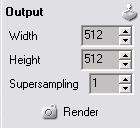 Output
Width 512
Height 512
Supersampling 1
Render